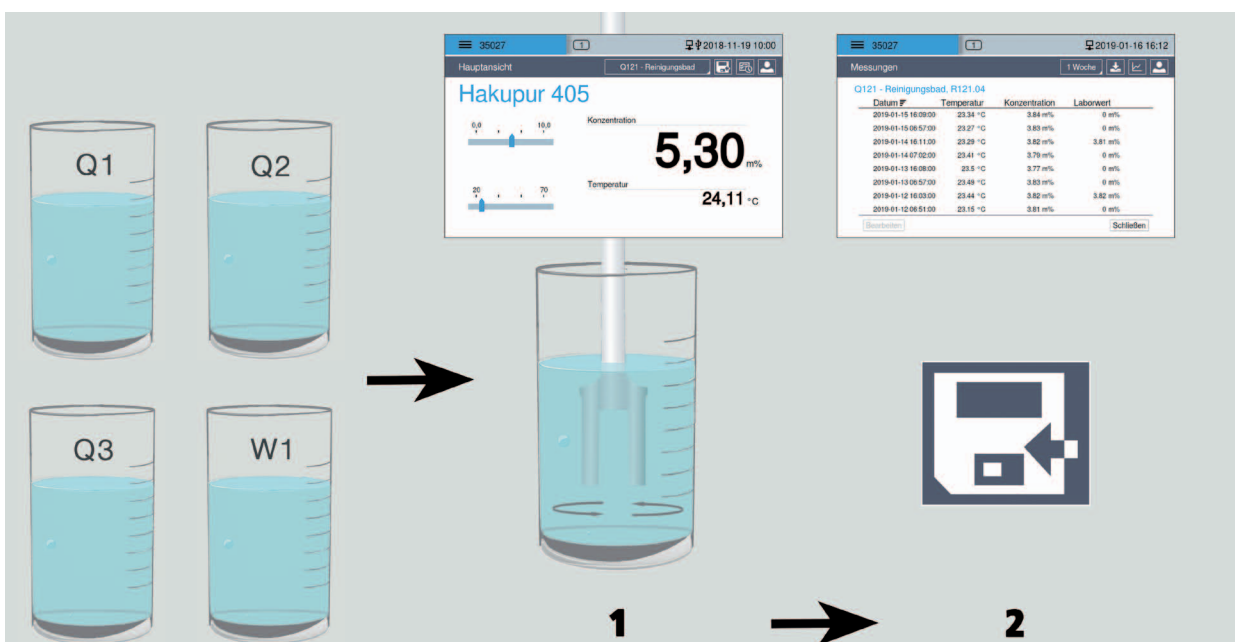 35027
1
2018-11-19 10:00
Hauptansicht
Q121 - Reinigungsbad
Hakupur 405
0,0 10,0
Konzentration
5,30 m%
20 70
Temperatur
24,11 °C
35027
1
2019-01-16 16:12
Messungen
1 Woche
Q121 - Reinigungsbad, R121.04
Datum Temperatur Konzentration Laborwert
2019-01-15 16:09:00 23.34 °C 3.84 m% 0 m%
2019-01-15 06:57:00 23.27 °C 3.83 m% 0 m%
2019-01-14 16:11:00 23.29 °C 3.82 m% 3.81 m%
2019-01-14 07:02:00 23.41 °C 3.79 m% 0 m%
2019-01-13 16:08:00 23.5 °C 3.77 m% 0 m%
2019-01-13 06:57:00 23.49 °C 3.83 m% 0 m%
2019-01-12 16:03:00 23.44 °C 3.82 m% 3.82 m%
2019-01-12 06:51:00 23.15 °C 3.81 m% 0 m%
Bearbeiten
Schließen
Q1
Q2
Q3
W1
1
2